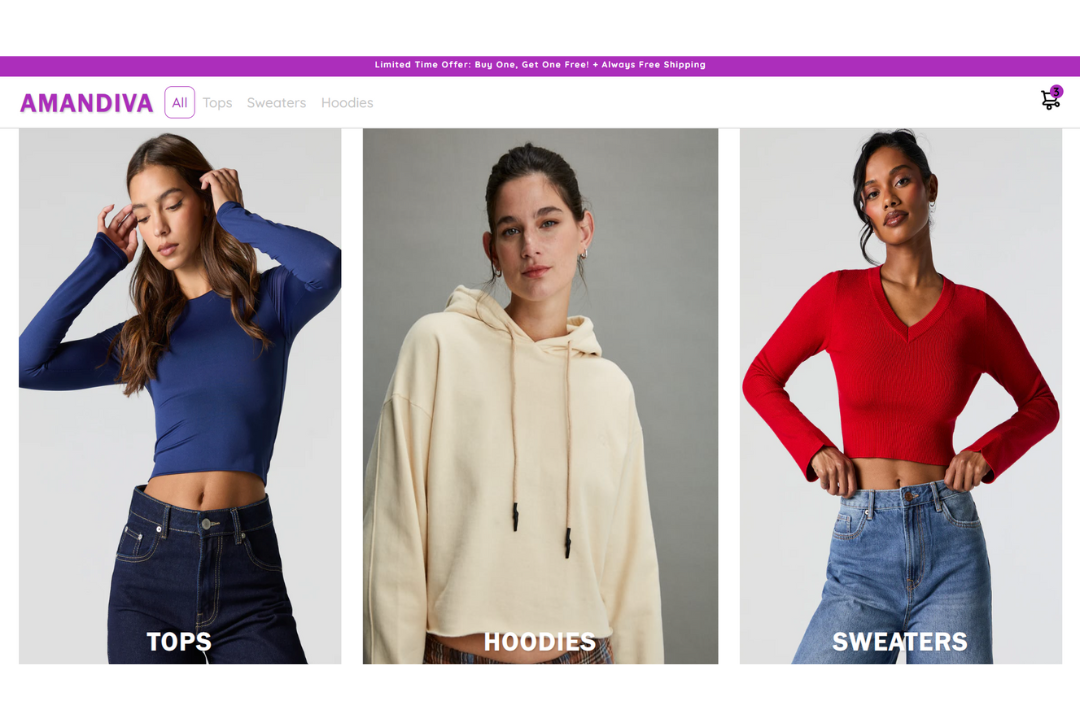 Limited Time Offer: Buy One, Get One Free! + Always Free Shipping
AMANDIVA All Tops Sweaters Hoodies 3
TOPS HOODIES SWEATERS